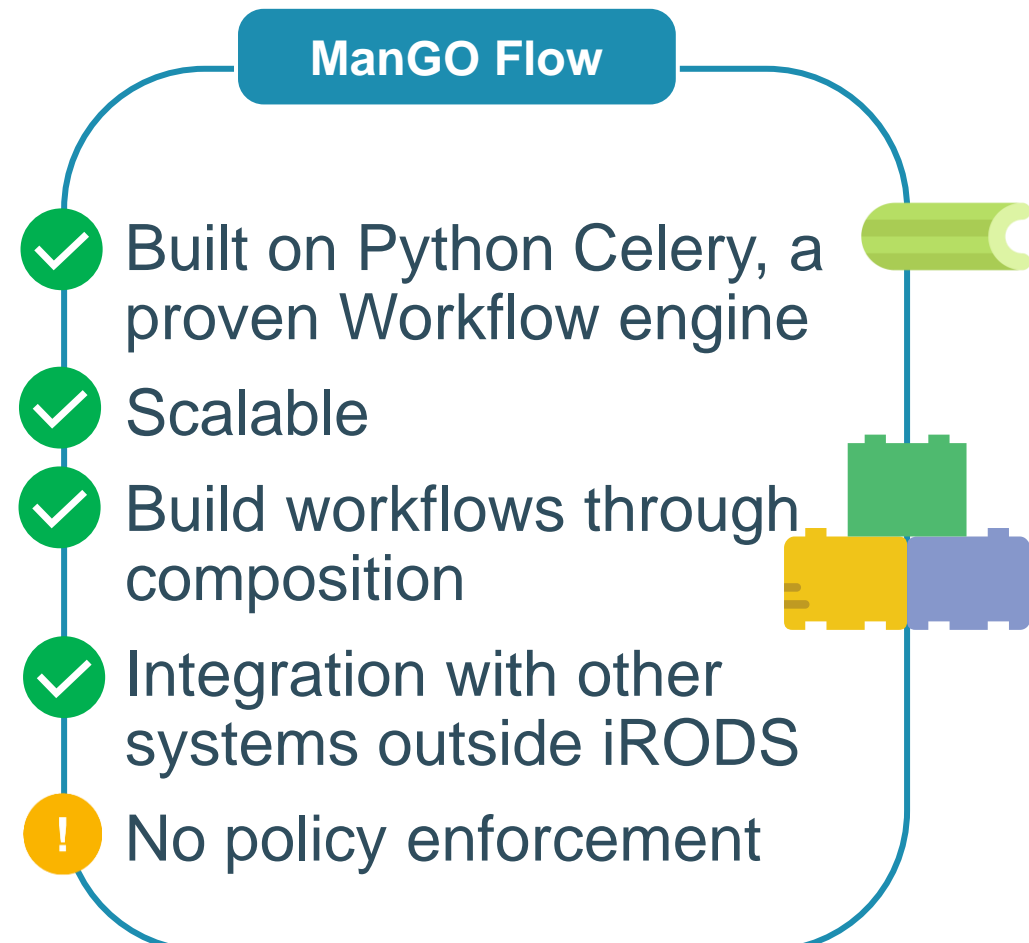 ManGO Flow
Built on Python Celery, a
proven Workflow engine
Scalable
Build workflows through
composition
Integration with other
systems outside iRODS
! No policy enforcement